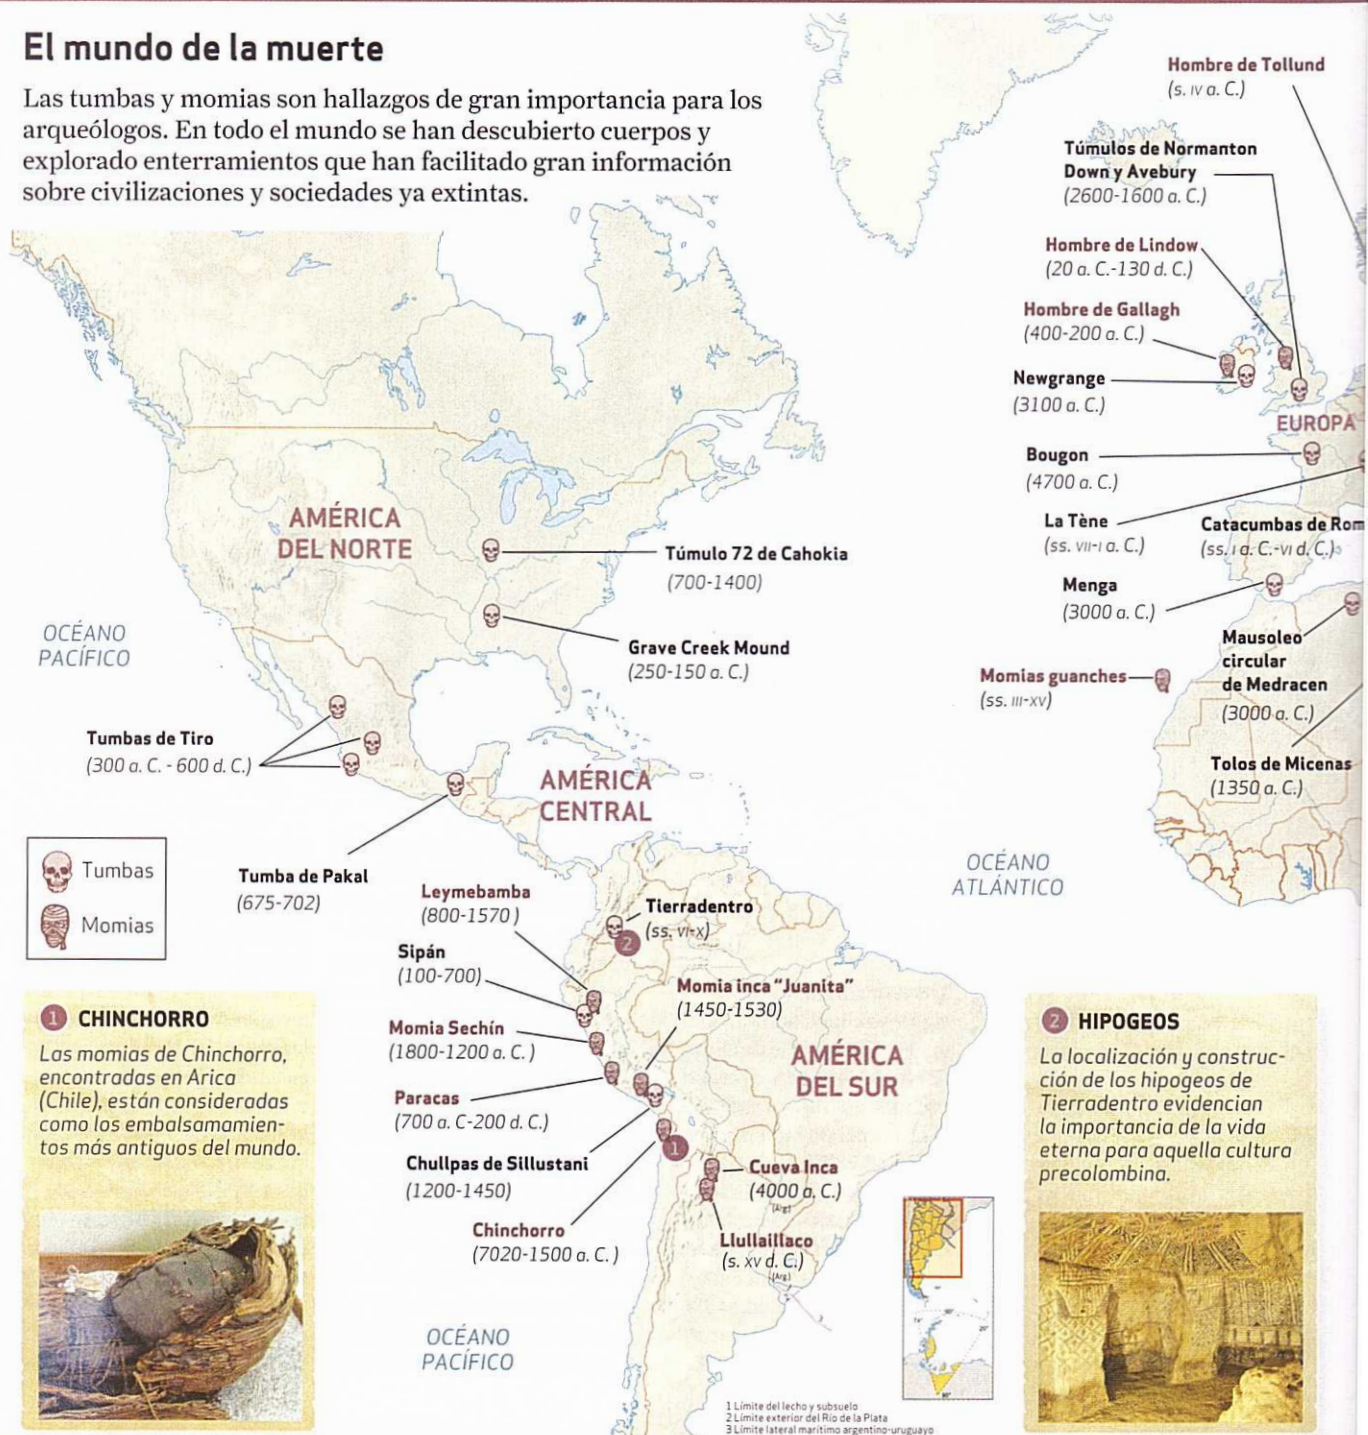 El mundo de la muerte
Las tumbas y momias son hallazgos de gran importancia para los
arqueólogos. En todo el mundo se han descubierto cuerpos y
explorado enterramientos que han facilitado gran información
sobre civilizaciones y sociedades ya extintas.
Hombre de Tollund
(s. IV a. C.)
Túmulos de Normanton
Down y Avebury
(2600-1600 a. C.)
Hombre de Lindow
(20 a. C.-130 d. C.)
Hombre de Gallagh
(400-200 a. C.)
Newgrange
(3100 a. C.)
EUROPA
Bougon
(4700 a. C.)
La Tène
(ss. VII-I a. C.)
Catacumbas de Rom
(ss. I a. C.-VI d. C.)
Menga
(3000 a. C.)
Mausoleo
circular
de Medracen
(3000 a. C.)
Momias guanches
(ss. III-XV)
Tolos de Micenas
(1350 a. C.)
AMÉRICA
DEL NORTE
Túmulo 72 de Cahokia
(700-1400)
Grave Creek Mound
(250-150 a. C.)
OCÉANO
PACÍFICO
Tumbas de Tiro
(300 a. C. - 600 d. C.)
AMÉRICA
CENTRAL
Tumbas
Momias
Tumba de Pakal
(675-702)
OCÉANO
ATLÁNTICO
Leymebamba
(800-1570 )
Tierradentro
(ss. VI-X)
2
Sipán
(100-700)
Momia inca “Juanita”
(1450-1530)
Momia Sechín
(1800-1200 a. C. )
AMÉRICA
DEL SUR
Paracas
(700 a. C-200 d. C.)
1
Chullpas de Sillustani
(1200-1450)
Cueva Inca
(4000 a. C.)
(Arg.)
Chinchorro
(7020-1500 a. C. )
Llullaillaco
(s. XV d. C.)
(Arg.)
3
OCÉANO
PACÍFICO
1 CHINCHORRO
Las momias de Chinchorro,
encontradas en Arica
(Chile), están consideradas
como los embalsamamien-
tos más antiguos del mundo.
2 HIPOGEOS
La localización y construc-
ción de los hipogeos de
Tierradentro evidencian
la importancia de la vida
eterna para aquella cultura
precolombina.
1 Límite del lecho y subsuelo
2 Límite exterior del Río de la Plata
3 Límite lateral marítimo argentino-uruguayo